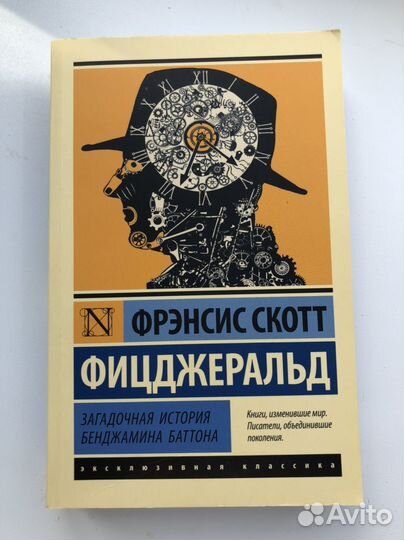 N
ФРЭНСИС СКОТТ
ФИЦДЖЕРАЛЬД
ЗАГАДОЧНАЯ ИСТОРИЯ
БЕНДЖАМИНА БАТТОНА
Книги, изменившие мир.
Писатели, объединившие
поколения.
эксклюзивная классика
Avito